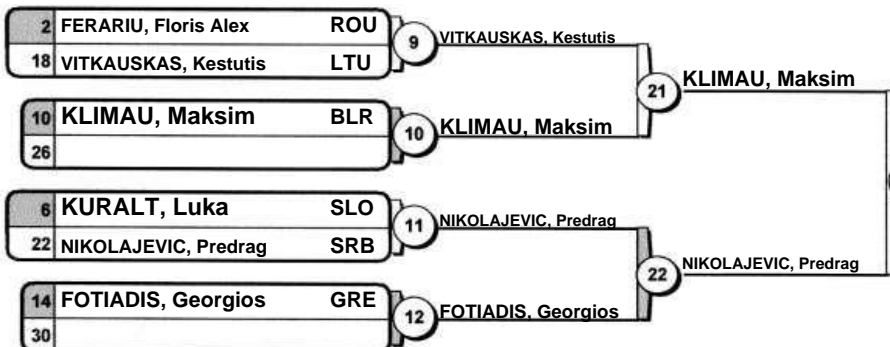 2 FERARIU, Floris Alex ROU
18 VITKAUSKAS, Kestutis LTU
9 VITKAUSKAS, Kestutis
10 KLIMAU, Maksim BLR
26
10 KLIMAU, Maksim
21 KLIMAU, Maksim
6 KURALT, Luka SLO
22 NIKOLAJEVIC, Predrag SRB
11 NIKOLAJEVIC, Predrag
14 FOTIADIS, Georgios GRE
30
12 FOTIADIS, Georgios
22 NIKOLAJEVIC, Predrag